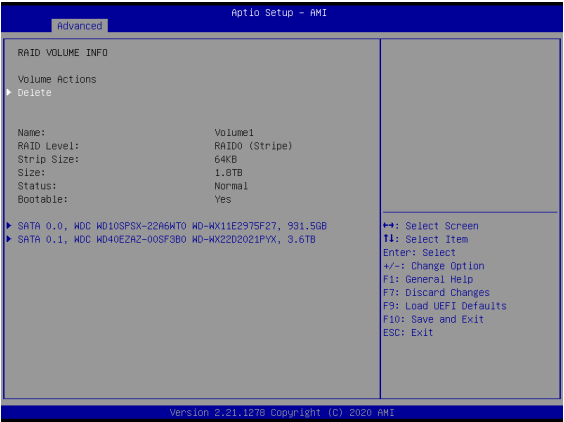 Aptio Setup - AMI
Advanced
RAID VOLUME INFO
Volume Actions
Delete
Name: Volume1
RAID Level: RAID0 (Stripe)
Strip Size: 64KB
Size: 1.8TB
Status: Normal
Bootable: Yes
SATA 0.0, WDC WD10SPSX-22A6WT0 WD-WX11E2975F27, 931.5GB
SATA 0.1, WDC WD40EZAZ-00SF3B0 WD-WX22D2021PYX, 3.6TB
↔: Select Screen
↑↓: Select Item
Enter: Select
+/-: Change Option
F1: General Help
F7: Discard Changes
F9: Load UEFI Defaults
F10: Save and Exit
ESC: Exit
Version 2.21.1278 Copyright (C) 2020 AMI